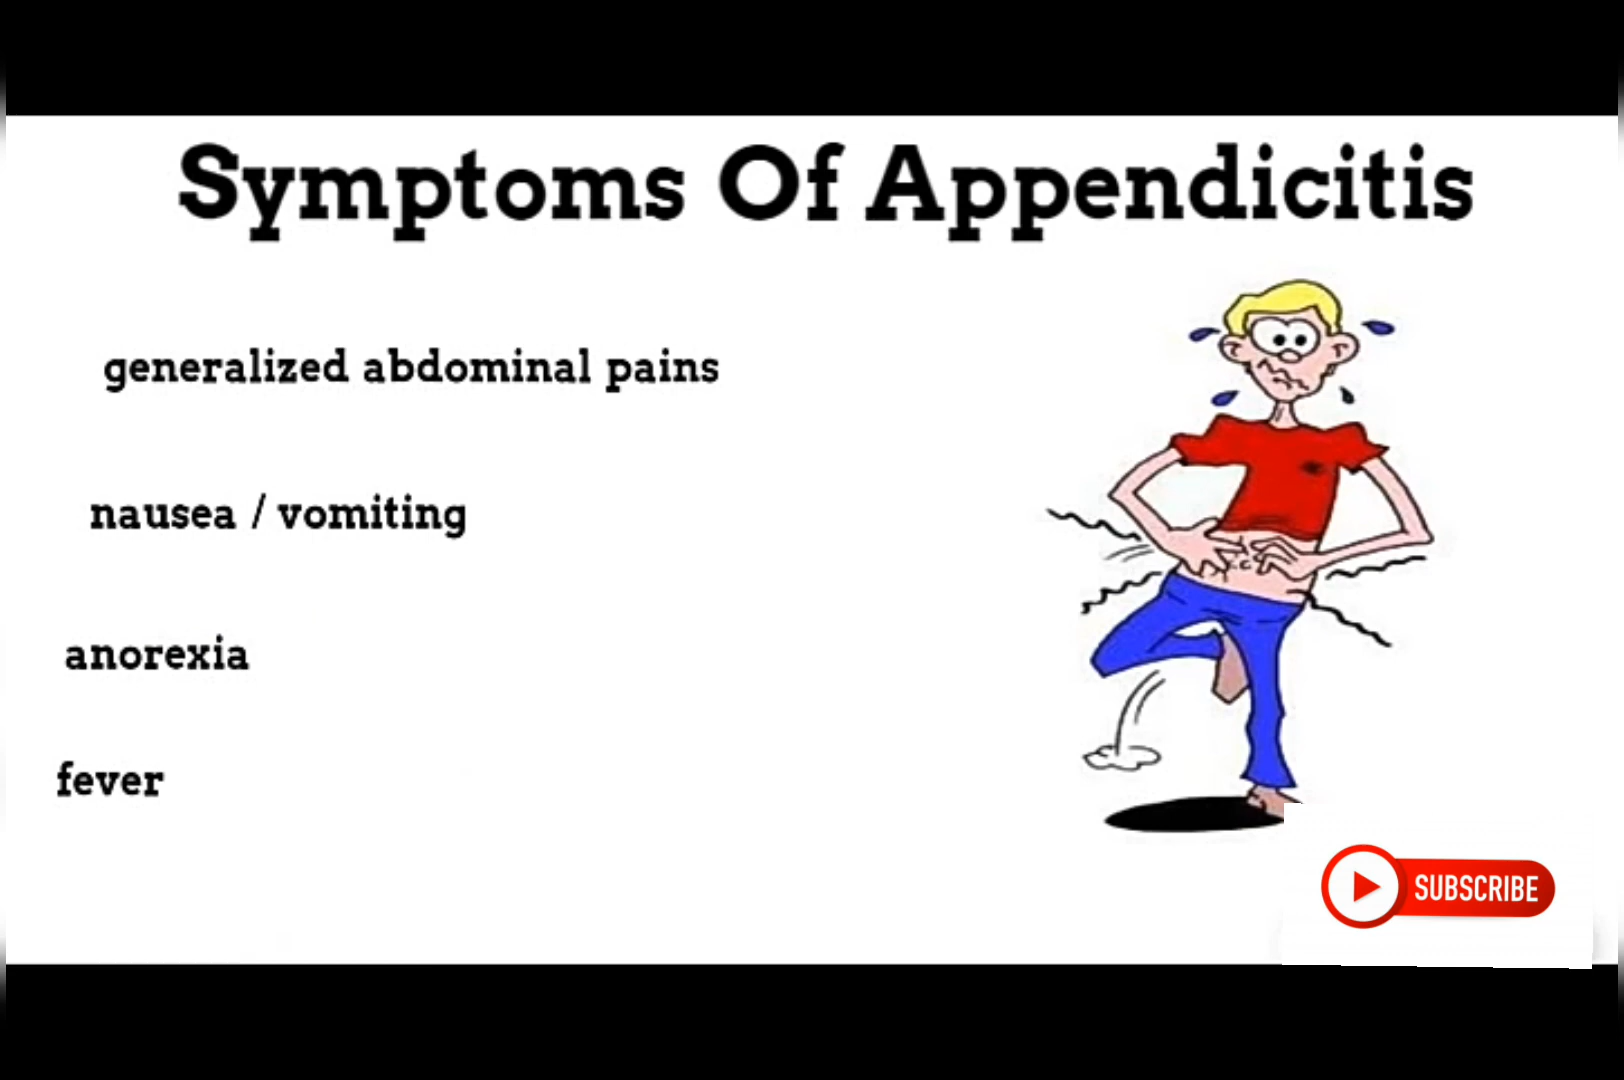 Symptoms Of Appendicitis
generalized abdominal pains
nausea / vomiting
anorexia
fever
SUBSCRIBE